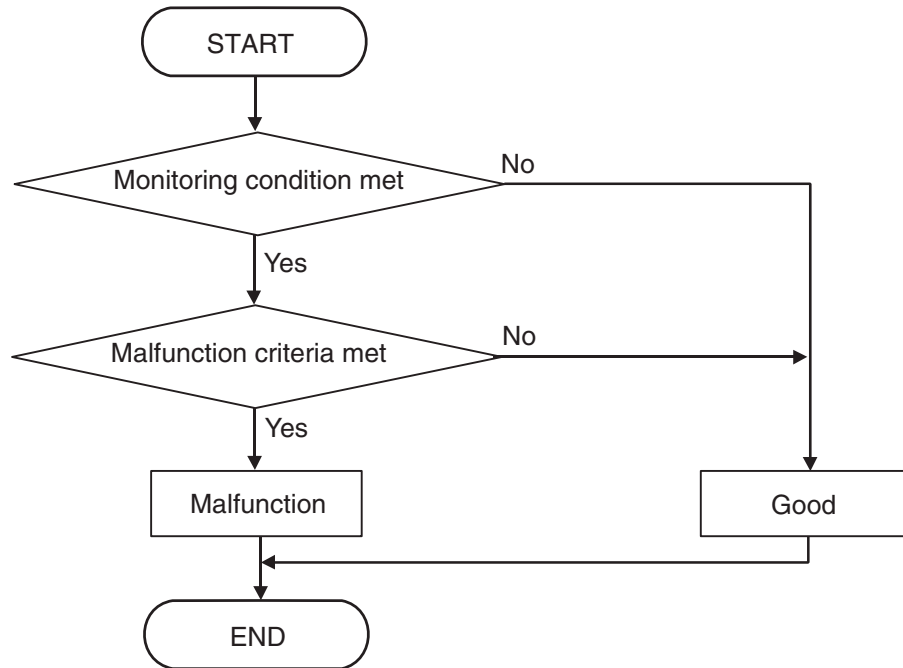 START
Monitoring condition met
No
Yes
Malfunction criteria met
No
Yes
Malfunction
Good
END